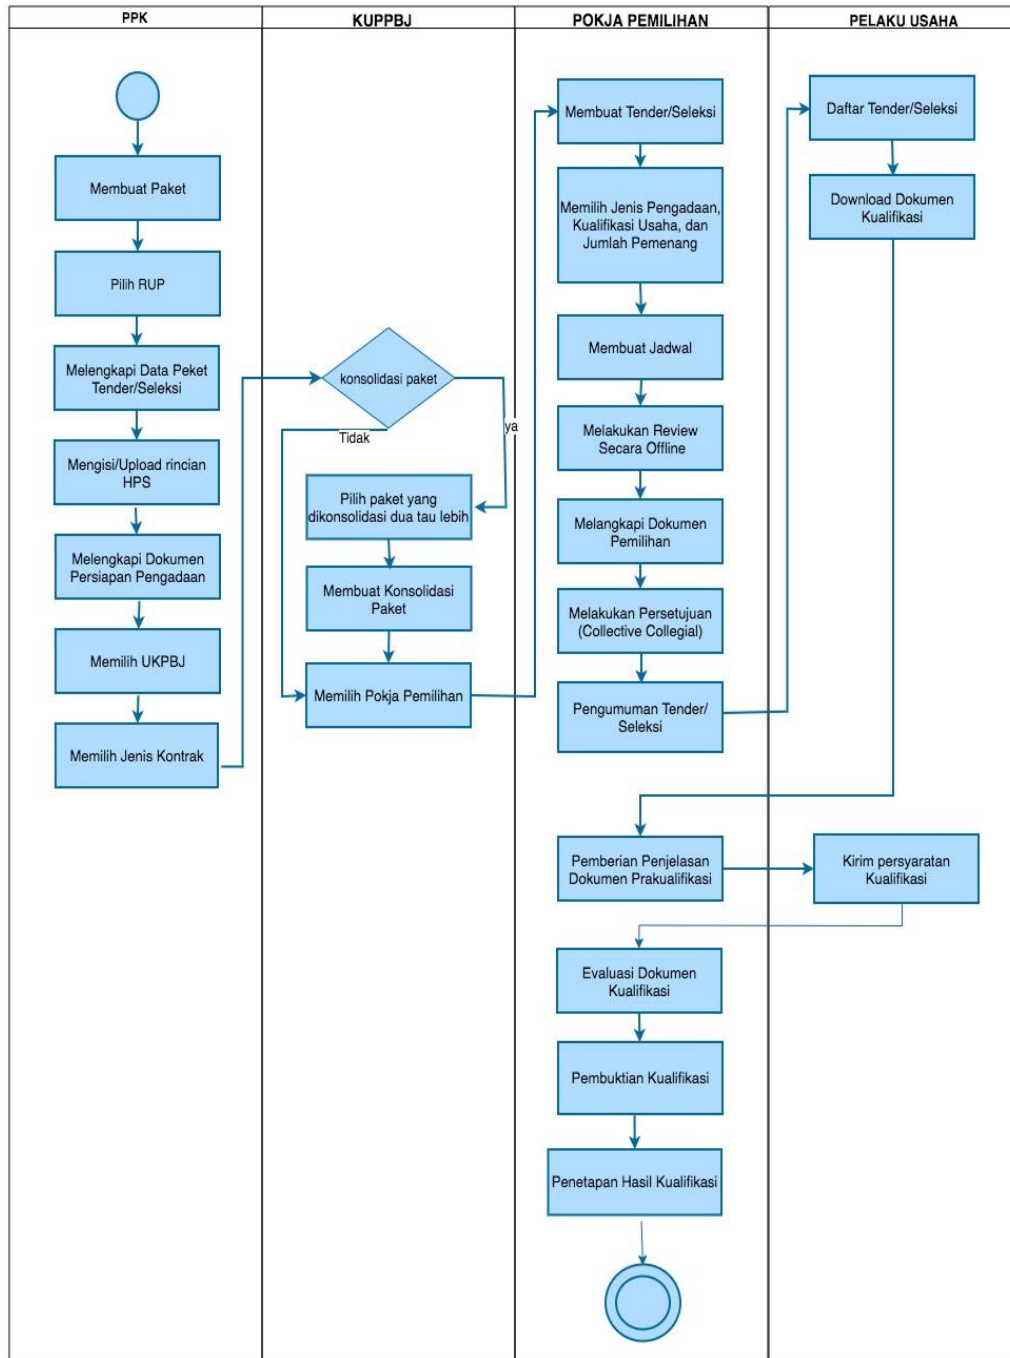 PPK
KUPPBJ
POKJA PEMILIHAN
PELAKU USAHA
Membuat Paket
Pilih RUP
Melengkapi Data Peket
Tender/Seleksi
Mengisi/Upload rincian
HPS
Melengkapi Dokumen
Persiapan Pengadaan
Memilih UKPBJ
Memilih Jenis Kontrak
konsolidasi paket
Tidak
ya
Pilih paket yang
dikonsolidasi dua tau lebih
Membuat Konsolidasi
Paket
Memilih Pokja Pemilihan
Membuat Tender/Seleksi
Memilih Jenis Pengadaan,
Kualifikasi Usaha, dan
Jumlah Pemenang
Membuat Jadwal
Melakukan Review
Secara Offline
Melangkapi Dokumen
Pemilihan
Melakukan Persetujuan
(Collective Collegial)
Pengumuman Tender/
Seleksi
Daftar Tender/Seleksi
Download Dokumen
Kualifikasi
Pemberian Penjelasan
Dokumen Prakualifikasi
Kirim persyaratan
Kualifikasi
Evaluasi Dokumen
Kualifikasi
Pembuktian Kualifikasi
Penetapan Hasil Kualifikasi